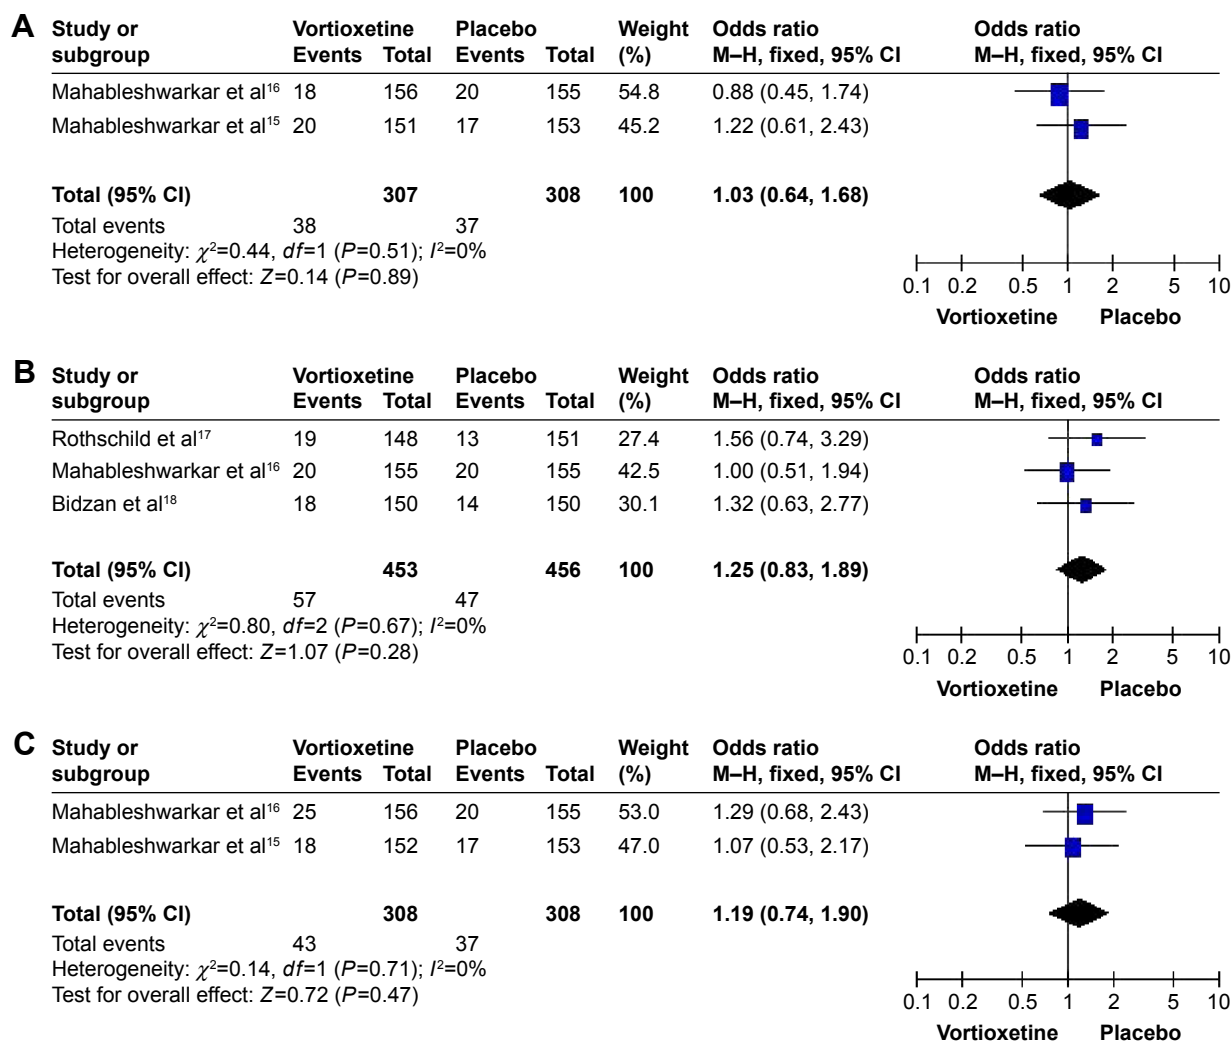 A Study or Vortioxetine Placebo Weight Odds ratio Odds ratio
subgroup Events Total Events Total (%) M–H, fixed, 95% CI M–H, fixed, 95% CI
Mahableshwarkar et al16 18 156 20 155 54.8 0.88 (0.45, 1.74)
Mahableshwarkar et al15 20 151 17 153 45.2 1.22 (0.61, 2.43)
Total (95% CI) 307 308 100 1.03 (0.64, 1.68)
Total events 38 37
Heterogeneity: χ2=0.44, df=1 (P=0.51); I2=0%
Test for overall effect: Z=0.14 (P=0.89)
0.1 0.2 0.5 1 2 5 10
Vortioxetine Placebo
B Study or Vortioxetine Placebo Weight Odds ratio Odds ratio
subgroup Events Total Events Total (%) M–H, fixed, 95% CI M–H, fixed, 95% CI
Rothschild et al17 19 148 13 151 27.4 1.56 (0.74, 3.29)
Mahableshwarkar et al16 20 155 20 155 42.5 1.00 (0.51, 1.94)
Bidzan et al18 18 150 14 150 30.1 1.32 (0.63, 2.77)
Total (95% CI) 453 456 100 1.25 (0.83, 1.89)
Total events 57 47
Heterogeneity: χ2=0.80, df=2 (P=0.67); I2=0%
Test for overall effect: Z=1.07 (P=0.28)
0.1 0.2 0.5 1 2 5 10
Vortioxetine Placebo
C Study or Vortioxetine Placebo Weight Odds ratio Odds ratio
subgroup Events Total Events Total (%) M–H, fixed, 95% CI M–H, fixed, 95% CI
Mahableshwarkar et al16 25 156 20 155 53.0 1.29 (0.68, 2.43)
Mahableshwarkar et al15 18 152 17 153 47.0 1.07 (0.53, 2.17)
Total (95% CI) 308 308 100 1.19 (0.74, 1.90)
Total events 43 37
Heterogeneity: χ2=0.14, df=1 (P=0.71); I2=0%
Test for overall effect: Z=0.72 (P=0.47)
0.1 0.2 0.5 1 2 5 10
Vortioxetine Placebo